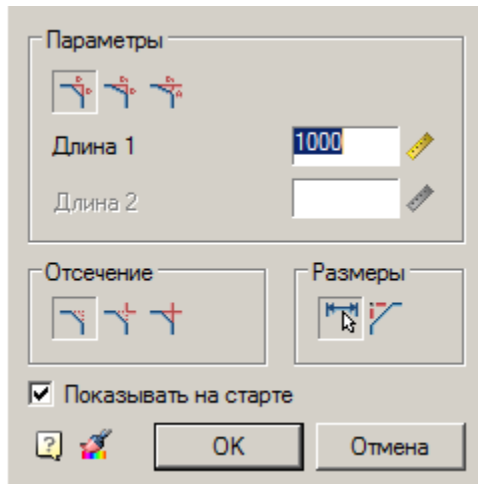 Параметры
Длина 1
1000
Длина 2
Отсечение
Размеры
Показывать на старте
OK
Отмена